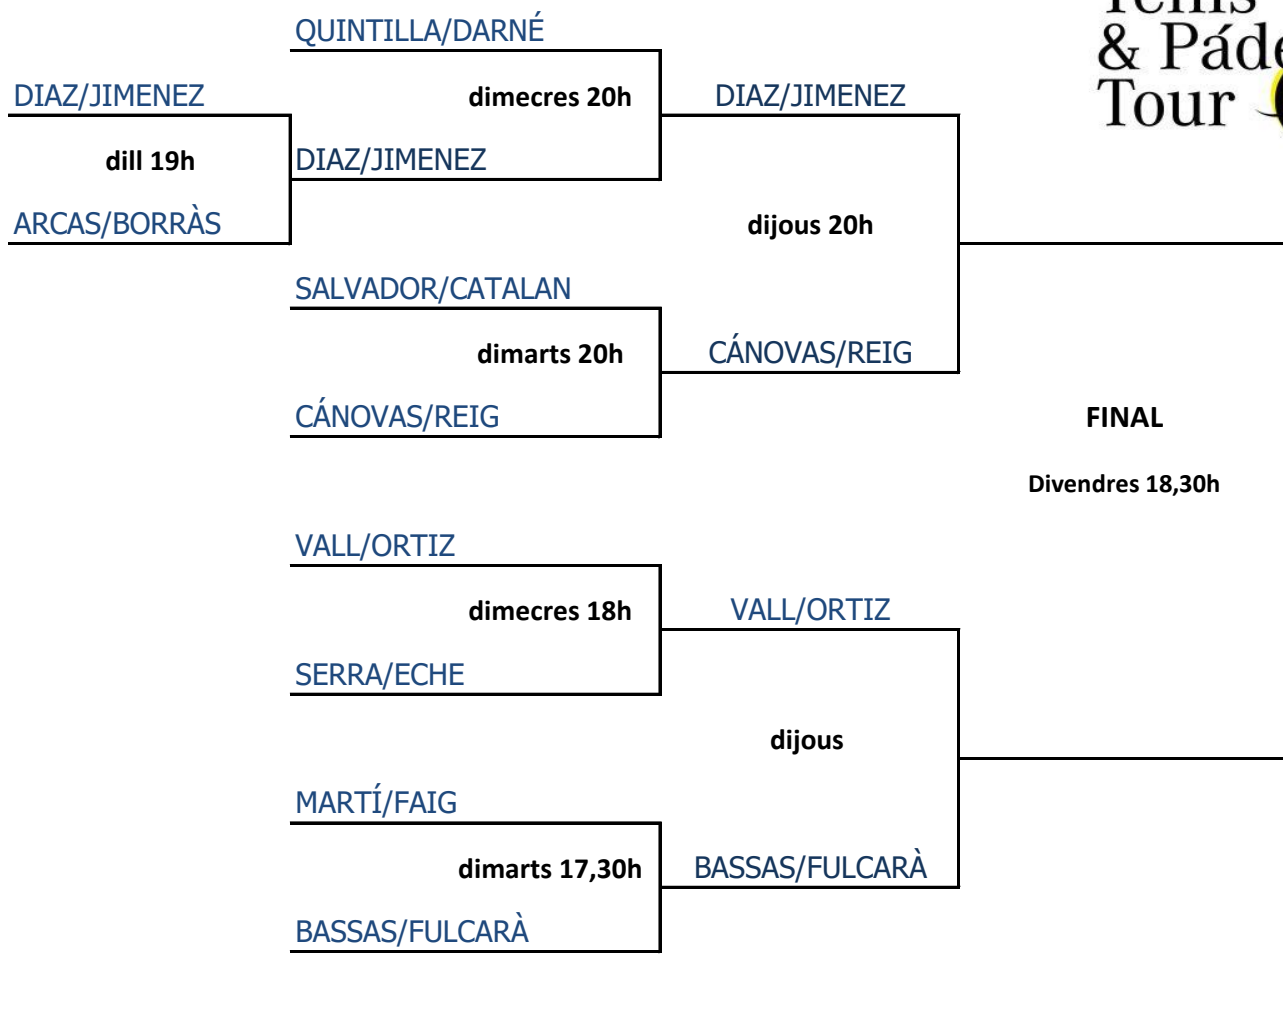 Tenis
& Páde
Tour
QUINTILLA/DARNÉ
DIAZ/JIMENEZ
dimecres 20h
DIAZ/JIMENEZ
dill 19h
DIAZ/JIMENEZ
ARCAS/BORRÀS
dijous 20h
SALVADOR/CATALAN
dimarts 20h
CÁNOVAS/REIG
CÁNOVAS/REIG
FINAL
Divendres 18,30h
VALL/ORTIZ
dimecres 18h
VALL/ORTIZ
SERRA/ECHE
dijous
MARTÍ/FAIG
dimarts 17,30h
BASSAS/FULCARÀ
BASSAS/FULCARÀ